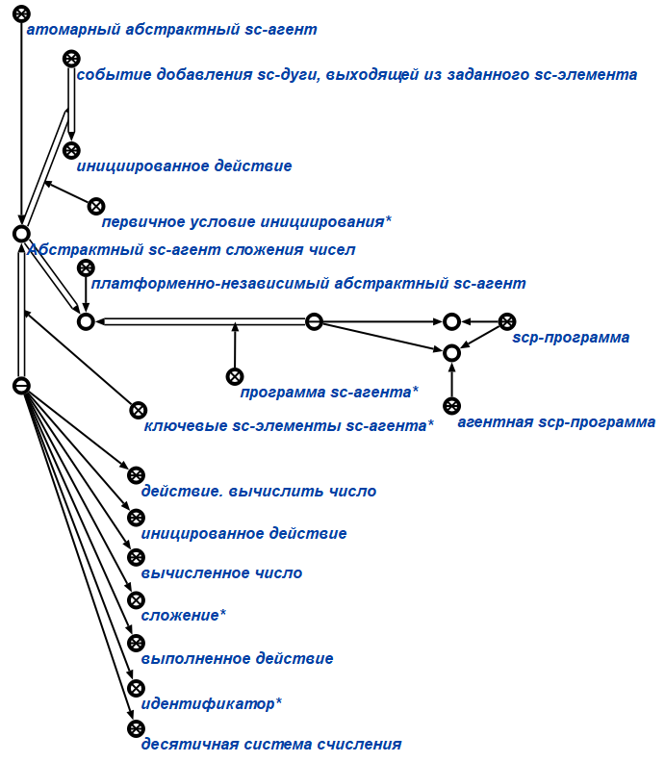 атомарный абстрактный sc-агент
событие добавления sc-дуги, выходящей из заданного sc-элемента
инициированное действие
первичное условие инициирования*
Абстрактный sc-агент сложения чисел
платформенно-независимый абстрактный sc-агент
scp-программа
программа sc-агента*
ключевые sc-элементы sc-агента*
агентная scp-программа
действие. вычислить число
иницированное действие
вычисленное число
сложение*
выполненное действие
идентификатор*
десятичная система счисления